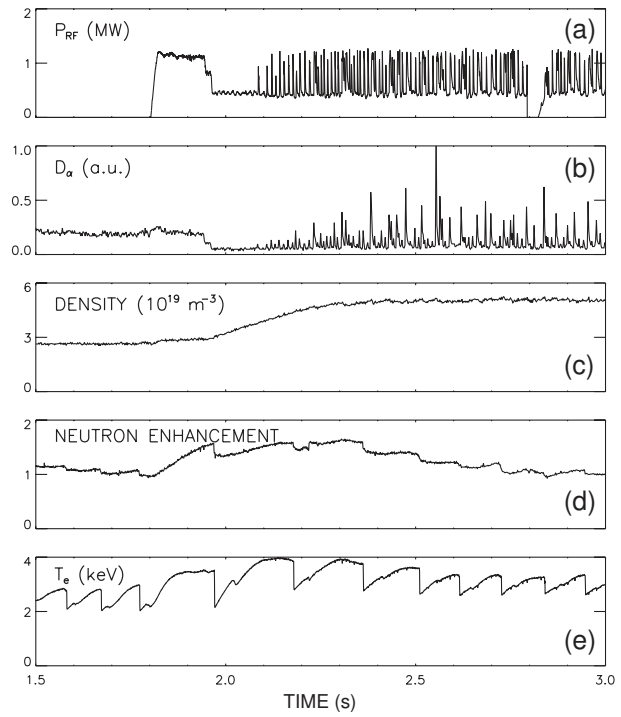 P_RF (MW)
(a)
2
1
0
D_α (a.u.)
(b)
1.0
0.5
0.0
DENSITY (10^19 m^-3)
(c)
6
3
0
NEUTRON ENHANCEMENT
(d)
2
1
0
T_e (keV)
(e)
4
2
0
1.5
2.0
2.5
3.0
TIME (s)